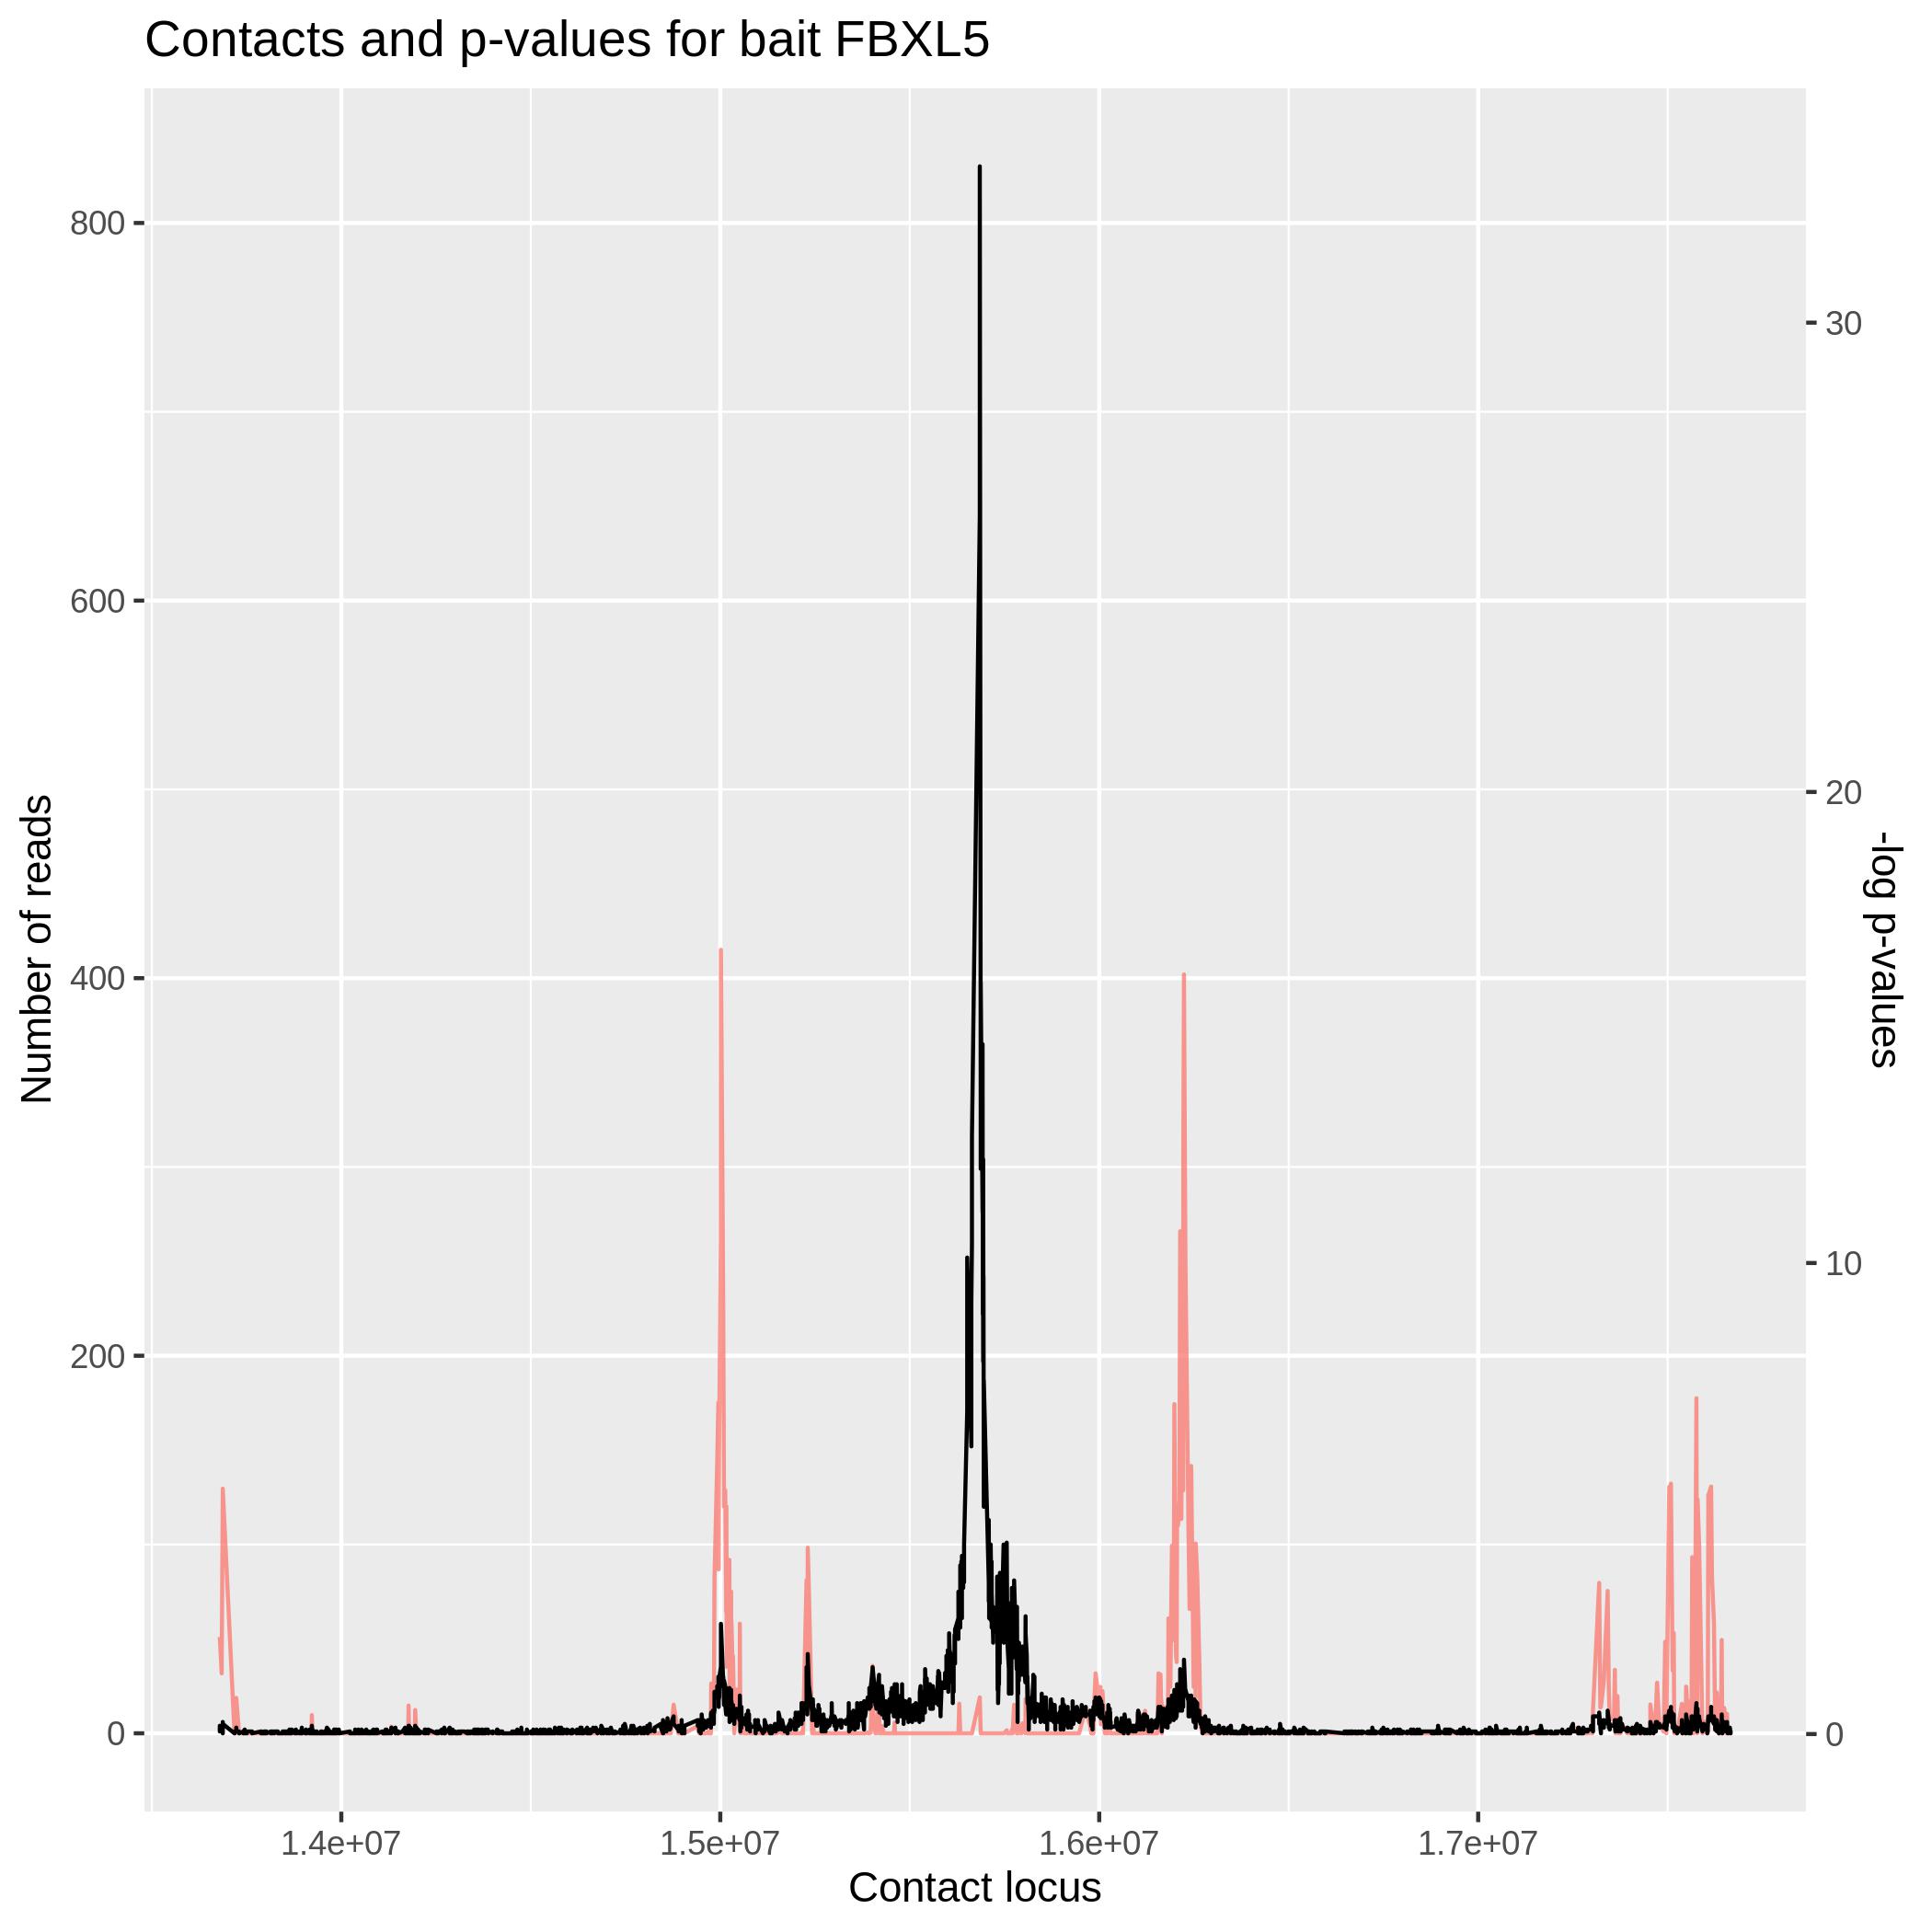 Contacts and p-values for bait FBXL5
800
600
400
200
0
Number of reads
30
20
10
0
-log p-values
1.4e+07 1.5e+07 1.6e+07 1.7e+07
Contact locus